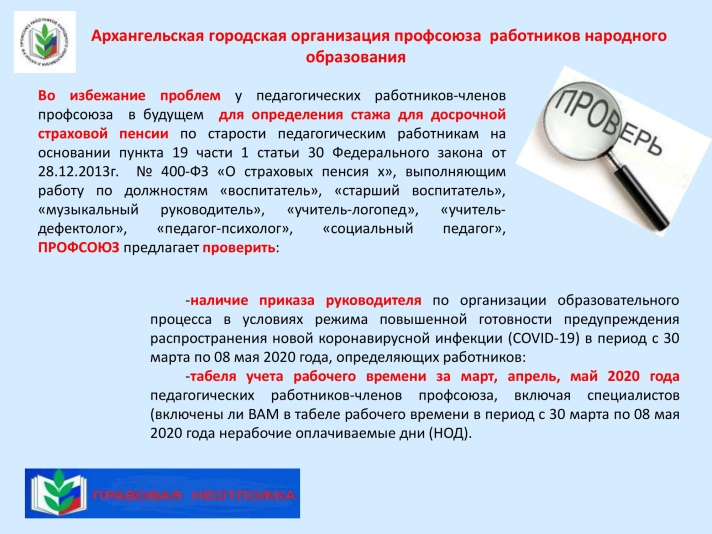 Архангельская городская организация профсоюза работников народного
образования
Во избежание проблем у педагогических работников-членов
профсоюза в будущем для определения стажа для досрочной
страховой пенсии по старости педагогическим работникам на
основании пункта 19 части 1 статьи 30 Федерального закона от
28.12.2013г. № 400-ФЗ «О страховых пенсия х», выполняющим
работу по должностям «воспитатель», «старший воспитатель»,
«музыкальный руководитель», «учитель-логопед», «учитель-
дефектолог», «педагог-психолог», «социальный педагог»,
ПРОФСОЮЗ предлагает проверить:
ПРОВЕРЬ
-наличие приказа руководителя по организации образовательного
процесса в условиях режима повышенной готовности предупреждения
распространения новой коронавирусной инфекции (COVID-19) в период с 30
марта по 08 мая 2020 года, определяющих работников:
-табеля учета рабочего времени за март, апрель, май 2020 года
педагогических работников-членов профсоюза, включая специалистов
(включены ли ВАМ в табеле рабочего времени в период с 30 марта по 08 мая
2020 года нерабочие оплачиваемые дни (НОД).
ПРАВОВАЯ НЕОТЛОЖКА